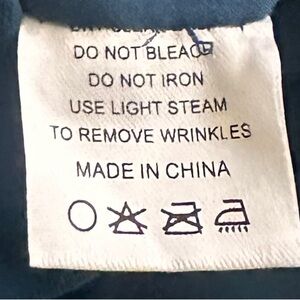 DO NOT BLEACH
DO NOT IRON
USE LIGHT STEAM
TO REMOVE WRINKLES
MADE IN CHINA